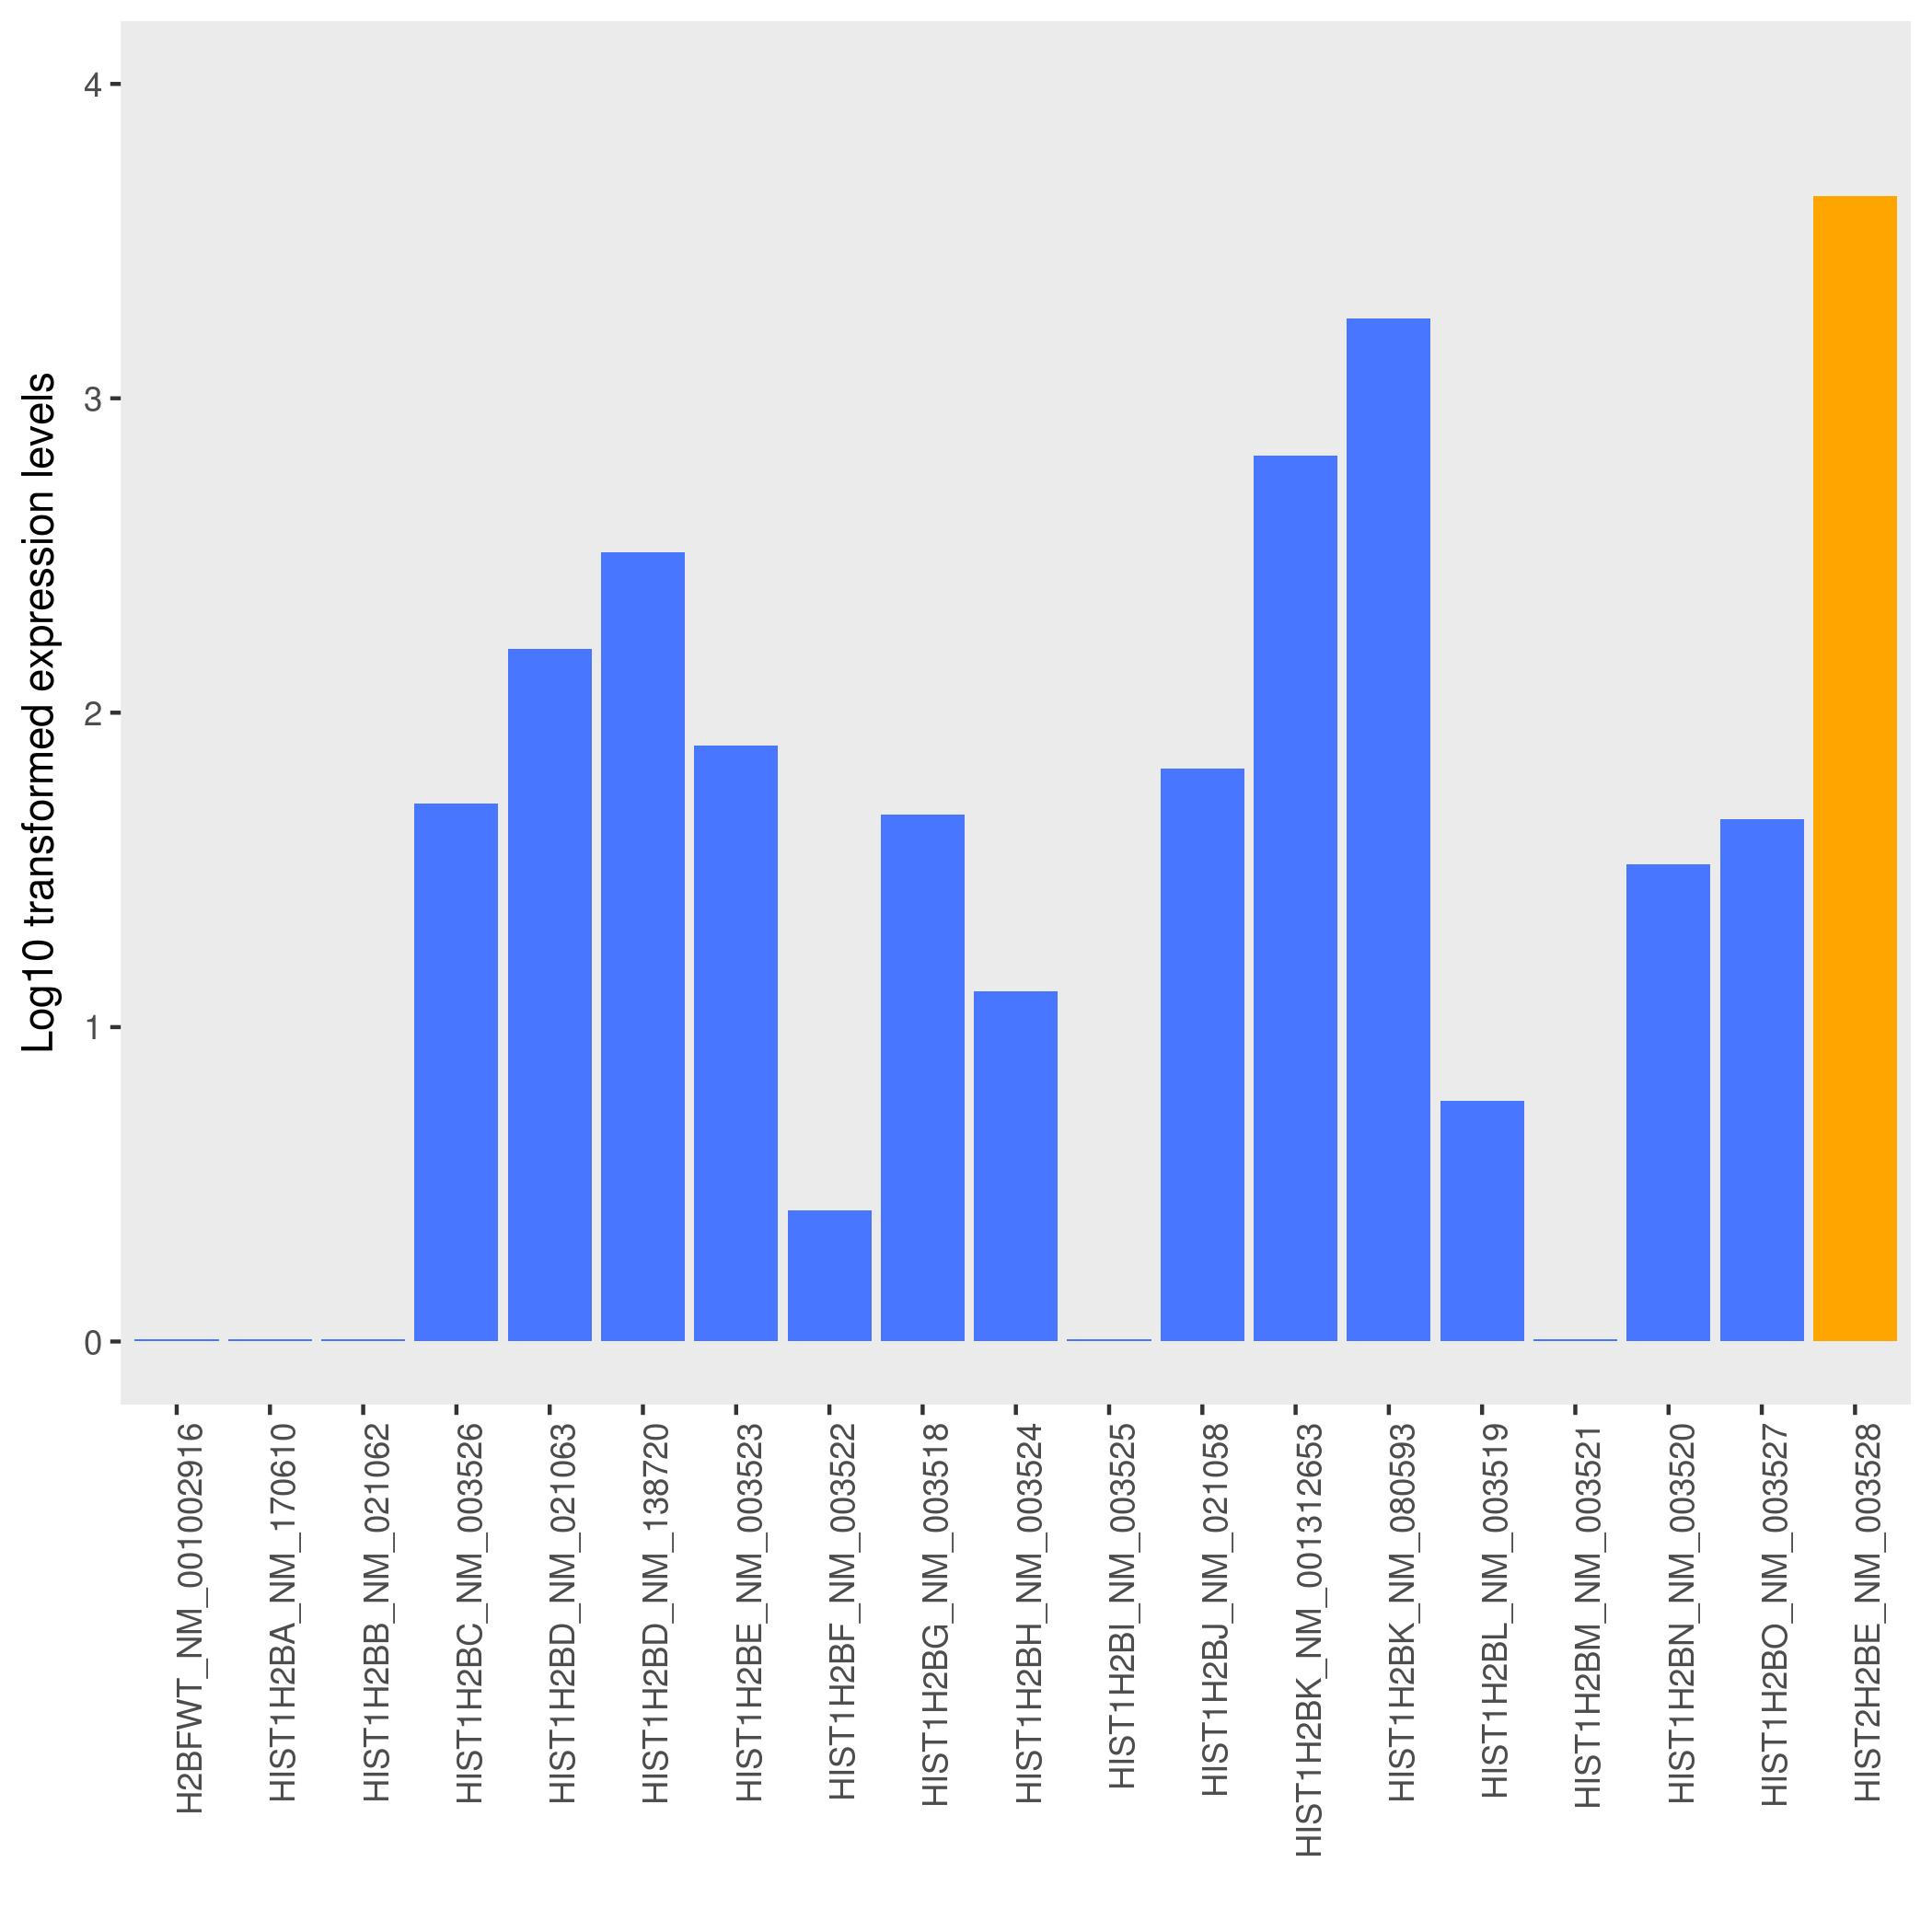 Log10 transformed expression levels
4
3
2
1
0
H2BFWT_NM_001002916
HIST1H2BA_NM_170610
HIST1H2BB_NM_021062
HIST1H2BC_NM_003526
HIST1H2BD_NM_021063
HIST1H2BD_NM_138720
HIST1H2BE_NM_003523
HIST1H2BF_NM_003522
HIST1H2BG_NM_003518
HIST1H2BH_NM_003524
HIST1H2BI_NM_003525
HIST1H2BJ_NM_021058
HIST1H2BK_NM_001312653
HIST1H2BK_NM_080593
HIST1H2BL_NM_003519
HIST1H2BM_NM_003521
HIST1H2BN_NM_003520
HIST1H2BO_NM_003527
HIST2H2BE_NM_003528